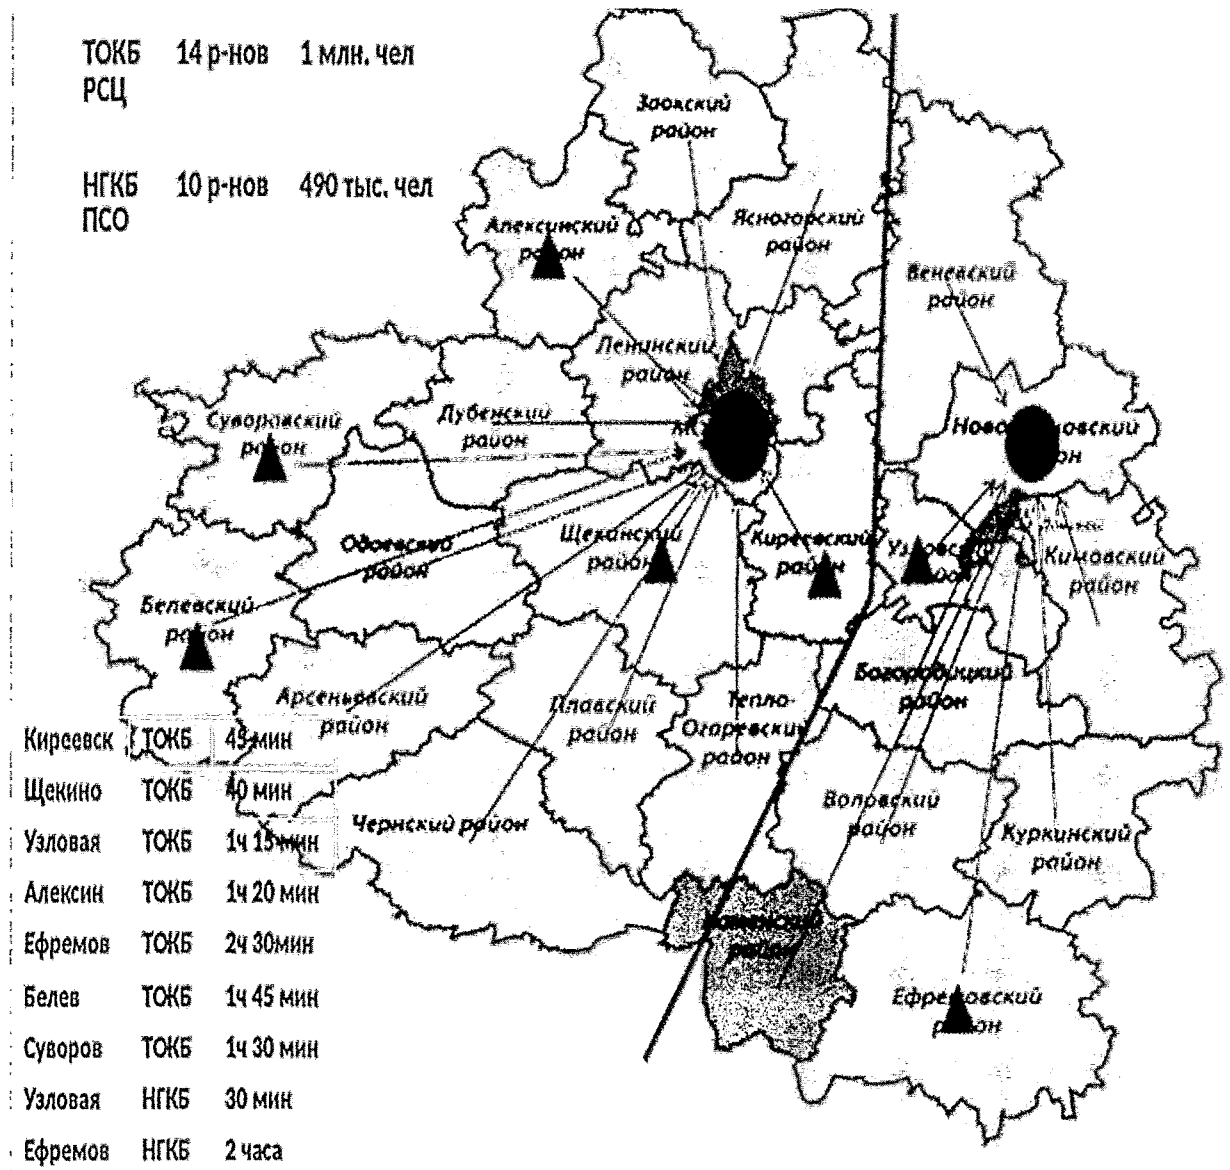 ТОКБ 14 р-нов 1 млн. чел
РСЦ
НГКБ 10 р-нов 490 тыс. чел
ПСО
Заокский
район
Алексинский
район
Ясногорский
район
Веневский
район
Ленинский
район
Суворовский
район
Дубенский
район
Одоевский
район
Щекинский
район
Киреевский
район
Узловский
район
Кимовский
район
Белевский
район
Арсеньевский
район
Плавский
район
Тепло-
Огаревский
район
Богородицкий
район
Чернский район
Воловский
район
Куркинский
район
район
Ефремовский
район
Киреевск ТОКБ 45 мин
Щекино ТОКБ 40 мин
Узловая ТОКБ 1ч 15 мин
Алексин ТОКБ 1ч 20 мин
Ефремов ТОКБ 2ч 30мин
Белев ТОКБ 1ч 45 мин
Суворов ТОКБ 1ч 30 мин
Узловая НГКБ 30 мин
Ефремов НГКБ 2 часа